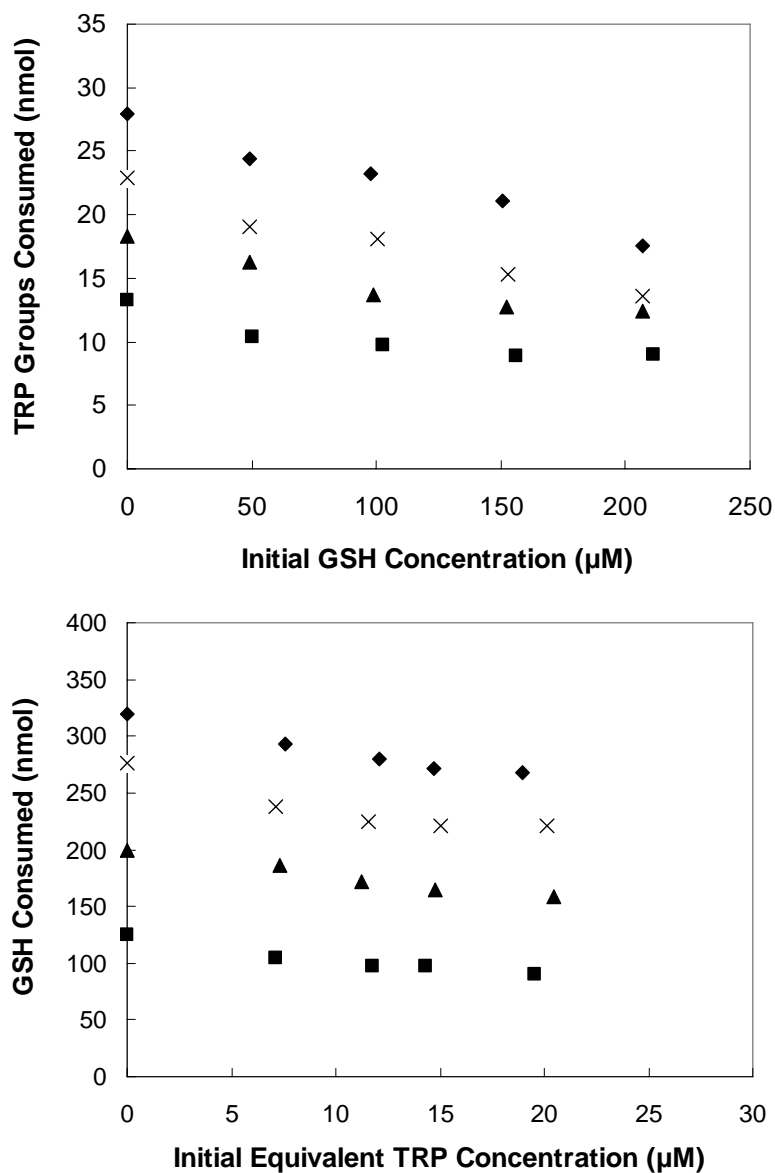 35
30
25
20
15
10
5
0
TRP Groups Consumed (nmol)
0 50 100 150 200 250
Initial GSH Concentration (µM)
400
350
300
250
200
150
100
50
0
GSH Consumed (nmol)
0 5 10 15 20 25 30
Initial Equivalent TRP Concentration (µM)